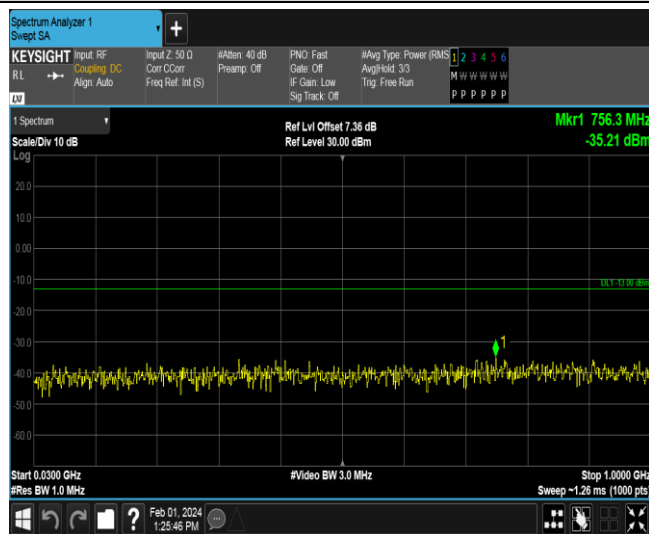 Spectrum Analyzer 1
Swept SA
+
KEYSIGHT
RL
LXI
Input: RF
Coupling: DC
Align: Auto
Input Z: 50 Ω
Corr CCorr
Freq Ref: Int (S)
#Atten: 40 dB
Preamp: Off
PNO: Fast
Gate: Off
IF Gain: Low
Sig Track: Off
#Avg Type: Power (RMS
Avg|Hold: 3/3
Trig: Free Run
1 2 3 4 5 6
M W W W W W
P P P P P P
1 Spectrum
Scale/Div 10 dB
Log
Ref Lvl Offset 7.36 dB
Ref Level 30.00 dBm
Mkr1 756.3 MHz
-35.21 dBm
20.0
10.0
0.00
-10.0
DL1 -13.00 dBm
-20.0
-30.0
1
-40.0
-50.0
-60.0
Start 0.0300 GHz
#Res BW 1.0 MHz
#Video BW 3.0 MHz
Stop 1.0000 GHz
Sweep ~1.26 ms (1000 pts)
?
Feb 01, 2024
1:25:46 PM